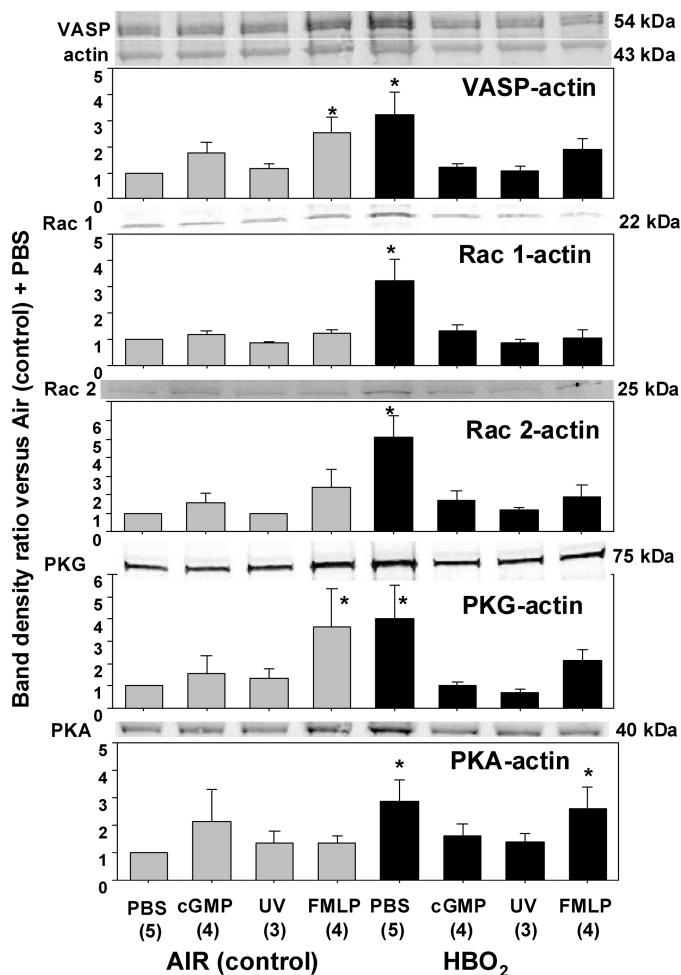 VASP 54 kDa
actin 43 kDa
5
4
3
2
1
0
* *
VASP-actin
Rac 1 22 kDa
5
4
3
2
1
0
*
Rac 1-actin
Rac 2 25 kDa
6
5
4
3
2
1
0
*
Rac 2-actin
PKG 75 kDa
6
5
4
3
2
1
0
* *
PKG-actin
PKA 40 kDa
5
4
3
2
1
0
* *
PKA-actin
PBS cGMP UV FMLP PBS cGMP UV FMLP
(5) (4) (3) (4) (5) (4) (3) (4)
AIR (control) HBO₂
Band density ratio versus Air (control) + PBS